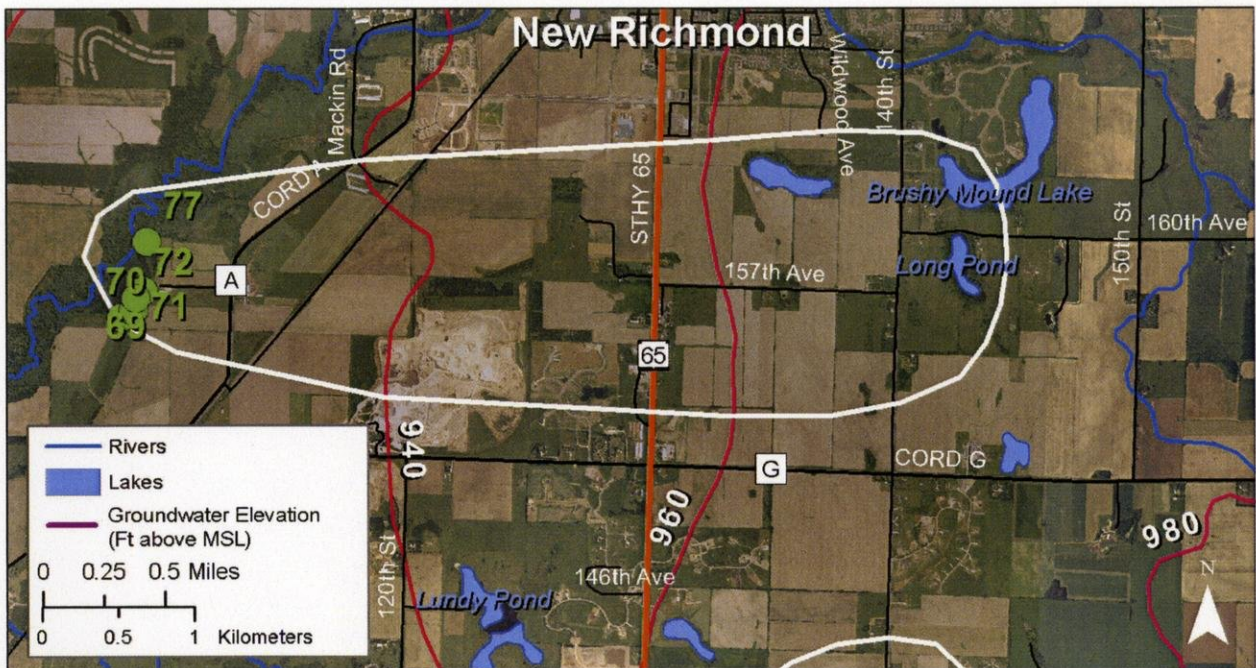 New Richmond
Mackin Rd
CORD A
Wildwood Ave
140th St
STHY 65
Brushy Mound Lake
77
72
70
71
69
A
157th Ave
Long Pond
160th Ave
150th St
65
940
CORD G
G
960
980
120th St
146th Ave
Lundy Pond
Rivers
Lakes
Groundwater Elevation
(Ft above MSL)
0 0.25 0.5 Miles
0 0.5 1 Kilometers
N